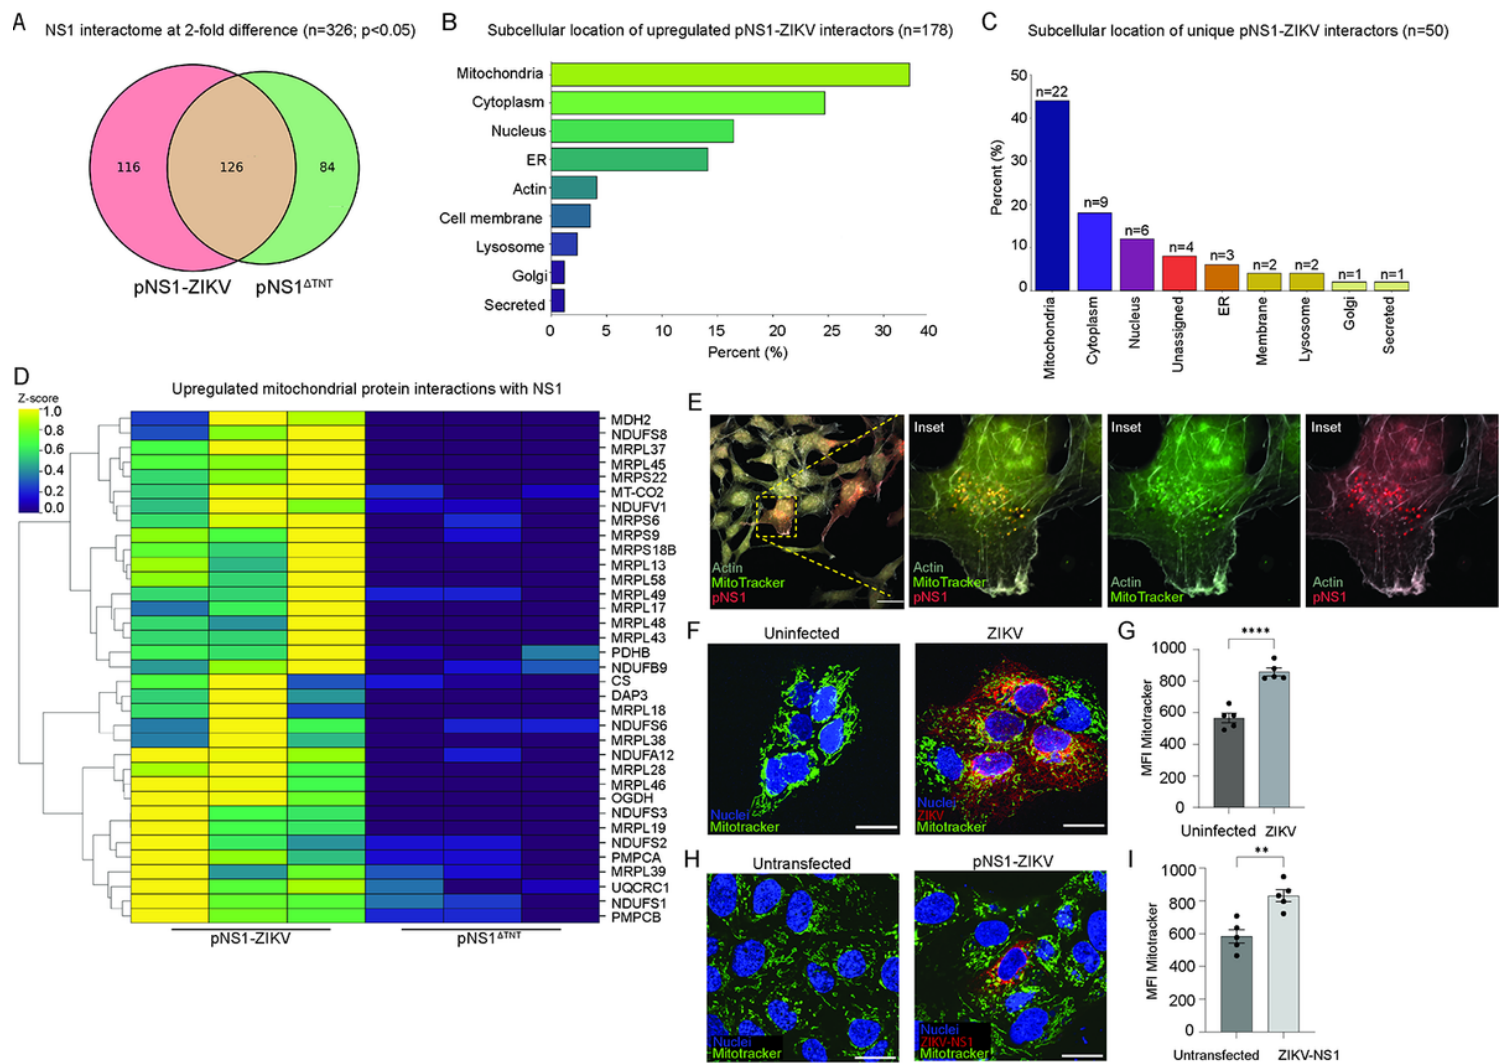 A NS1 interactome at 2-fold difference (n=326; p<0.05)
116 126 84
pNS1-ZIKV pNS1ΔTNT
B Subcellular location of upregulated pNS1-ZIKV interactors (n=178)
Mitochondria
Cytoplasm
Nucleus
ER
Actin
Cell membrane
Lysosome
Golgi
Secreted
0 5 10 15 20 25 30 35 40
Percent (%)
C Subcellular location of unique pNS1-ZIKV interactors (n=50)
Percent (%)
50
40
30
20
10
0
n=22
n=9
n=6
n=4
n=3
n=2
n=2
n=1
n=1
Mitochondria
Cytoplasm
Nucleus
Unassigned
ER
Membrane
Lysosome
Golgi
Secreted
D Upregulated mitochondrial protein interactions with NS1
Z-score
1.0
-0.8
-0.6
-0.4
0.2
0.0
MDH2
NDUFS8
MRPL37
MRPL45
MRPS22
MT-CO2
NDUFV1
MRPS6
MRPS9
MRPS18B
MRPL13
MRPL58
MRPL49
MRPL17
MRPL48
MRPL43
PDHB
NDUFB9
CS
DAP3
MRPL18
NDUFS6
MRPL38
NDUFA12
MRPL28
MRPL46
OGDH
NDUFS3
MRPL19
NDUFS2
PMPCA
MRPL39
UQCRC1
NDUFS1
PMPCB
pNS1-ZIKV pNS1ΔTNT
E
Actin
MitoTracker
pNS1
Inset
Actin
MitoTracker
pNS1
Inset
Actin
MitoTracker
Inset
Actin
pNS1
F Uninfected ZIKV
Nuclei
Mitotracker
Nuclei
ZIKV
Mitotracker
G
MFI Mitotracker
1000
800
600
400
200
0
****
Uninfected ZIKV
H Untransfected pNS1-ZIKV
Nuclei
Mitotracker
Nuclei
ZIKV-NS1
Mitotracker
I
MFI Mitotracker
1000
800
600
400
200
0
**
Untransfected ZIKV-NS1